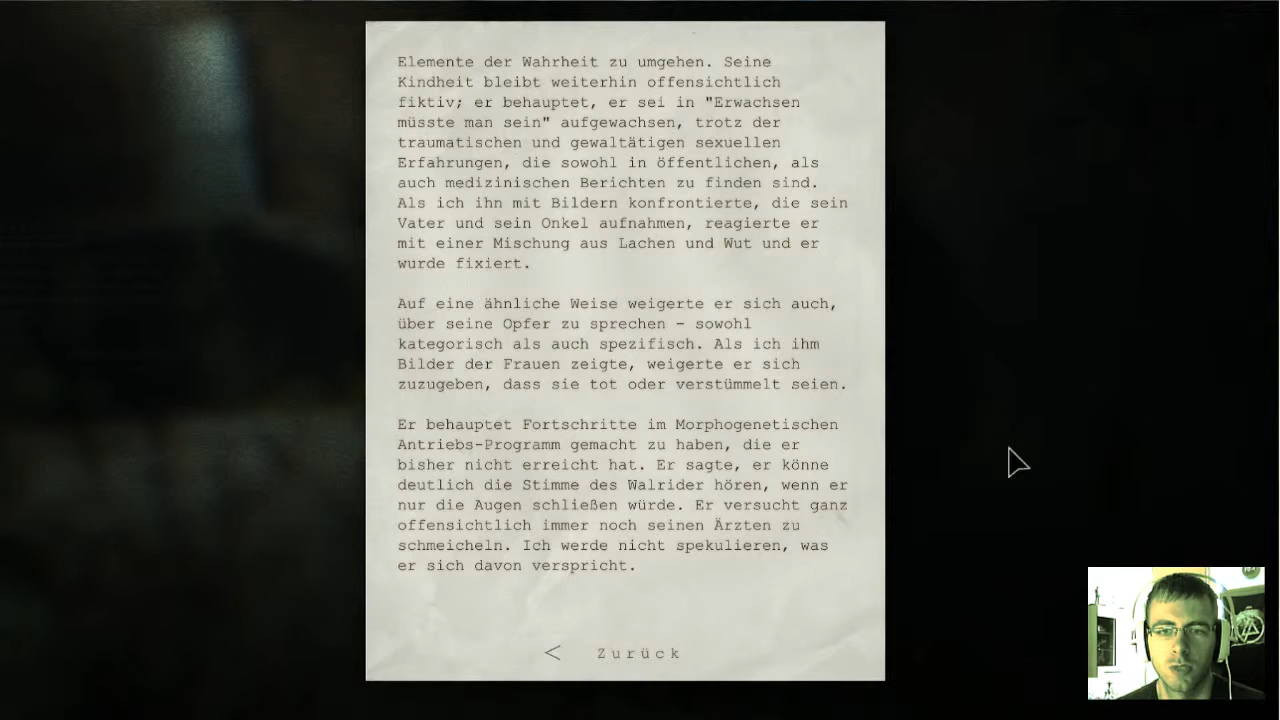 Elemente der Wahrheit zu umgehen. Seine
Kindheit bleibt weiterhin offensichtlich
fiktiv; er behauptet, er sei in "Erwachsen
müsste man sein" aufgewachsen, trotz der
traumatischen und gewaltätigen sexuellen
Erfahrungen, die sowohl in öffentlichen, als
auch medizinischen Berichten zu finden sind.
Als ich ihn mit Bildern konfrontierte, die sein
Vater und sein Onkel aufnahmen, reagierte er
mit einer Mischung aus Lachen und Wut und er
wurde fixiert.
Auf eine ähnliche Weise weigerte er sich auch,
über seine Opfer zu sprechen – sowohl
kategorisch als auch spezifisch. Als ich ihm
Bilder der Frauen zeigte, weigerte er sich
zuzugeben, dass sie tot oder verstümmelt seien.
Er behauptet Fortschritte im Morphogenetischen
Antriebs-Programm gemacht zu haben, die er
bisher nicht erreicht hat. Er sagte, er könne
deutlich die Stimme des Walrider hören, wenn er
nur die Augen schließen würde. Er versucht ganz
offensichtlich immer noch seinen Ärzten zu
schmeicheln. Ich werde nicht spekulieren, was
er sich davon verspricht.
< Zurück